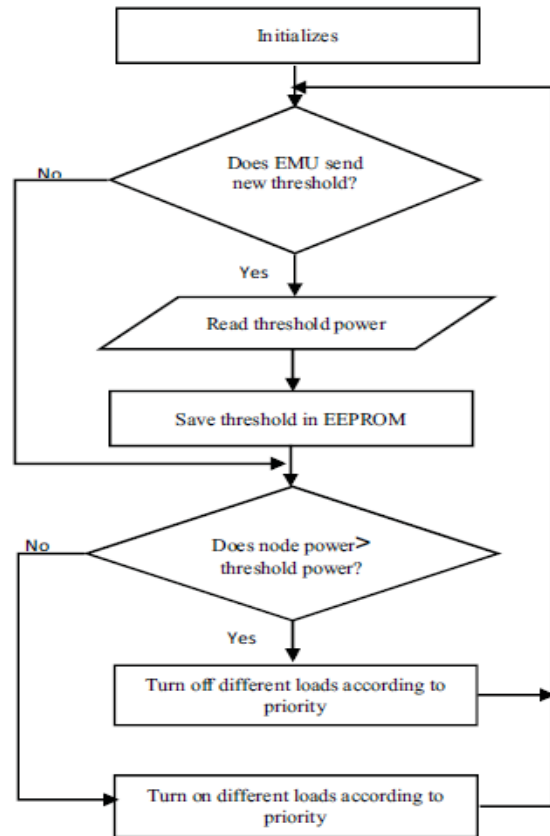 Initializes
Does EMU send
new threshold?
No
Yes
Read threshold power
Save threshold in EEPROM
Does node power>
threshold power?
No
Yes
Turn off different loads according to
priority
Turn on different loads according to
priority